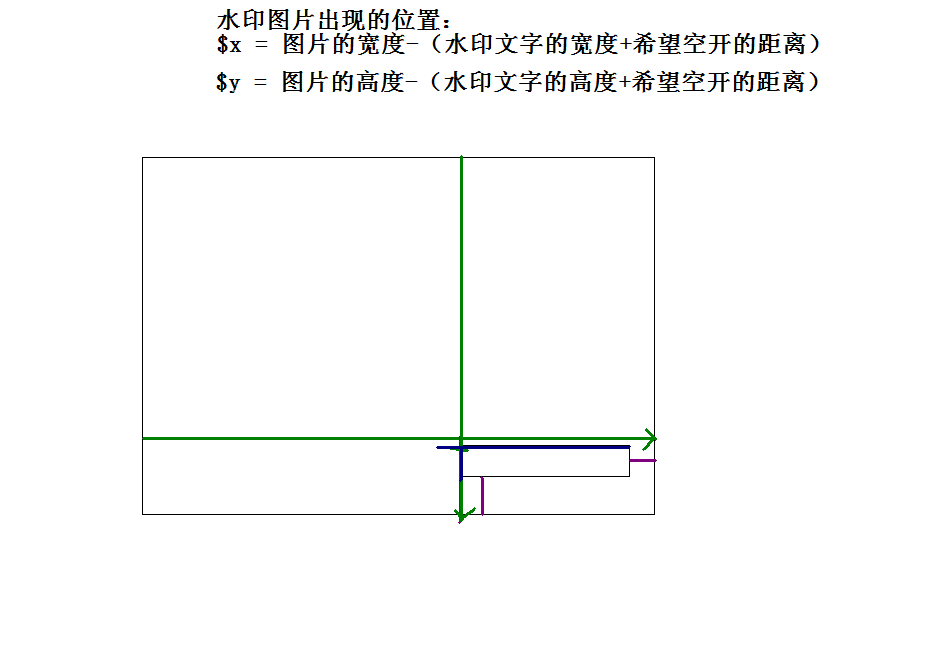 水印图片出现的位置：
$x = 图片的宽度-（水印文字的宽度+希望空开的距离）
$y = 图片的高度-（水印文字的高度+希望空开的距离）